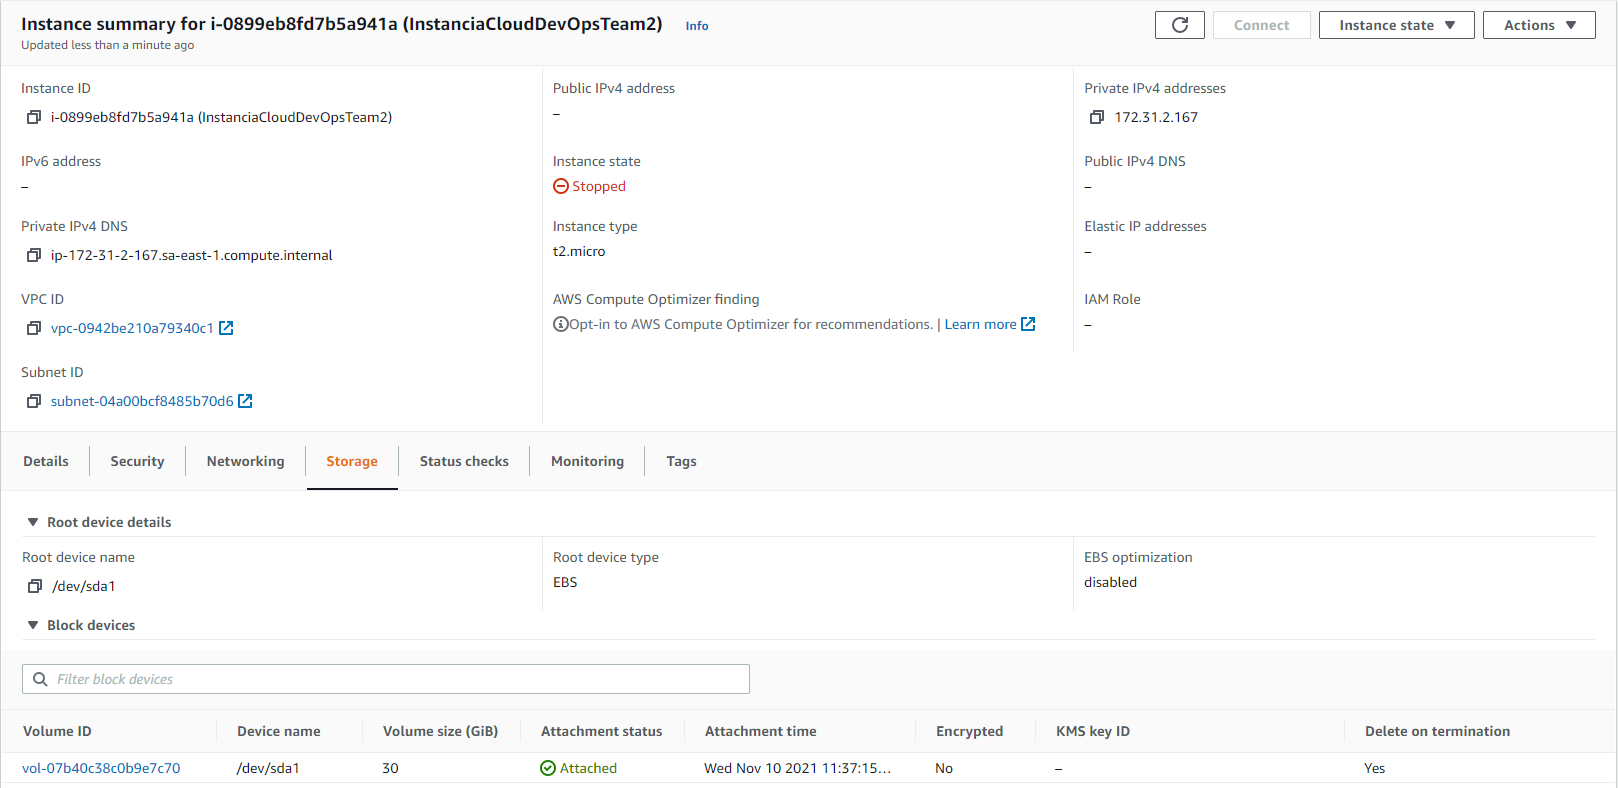 Instance summary for i-0899eb8fd7b5a941a (InstanciaCloudDevOpsTeam2) Info
Connect Instance state Actions
Updated less than a minute ago
Instance ID
i-0899eb8fd7b5a941a (InstanciaCloudDevOpsTeam2)
Public IPv4 address
–
Private IPv4 addresses
172.31.2.167
IPv6 address
–
Instance state
Stopped
Public IPv4 DNS
–
Private IPv4 DNS
ip-172-31-2-167.sa-east-1.compute.internal
Instance type
t2.micro
Elastic IP addresses
–
VPC ID
vpc-0942be210a79340c1
AWS Compute Optimizer finding
Opt-in to AWS Compute Optimizer for recommendations. | Learn more
IAM Role
–
Subnet ID
subnet-04a00bcf8485b70d6
Details Security Networking Storage Status checks Monitoring Tags
Root device details
Root device name
/dev/sda1
Root device type
EBS
EBS optimization
disabled
Block devices
Filter block devices
Volume ID Device name Volume size (GiB) Attachment status Attachment time Encrypted KMS key ID Delete on termination
vol-07b40c38c0b9e7c70 /dev/sda1 30 Attached Wed Nov 10 2021 11:37:15... No – Yes